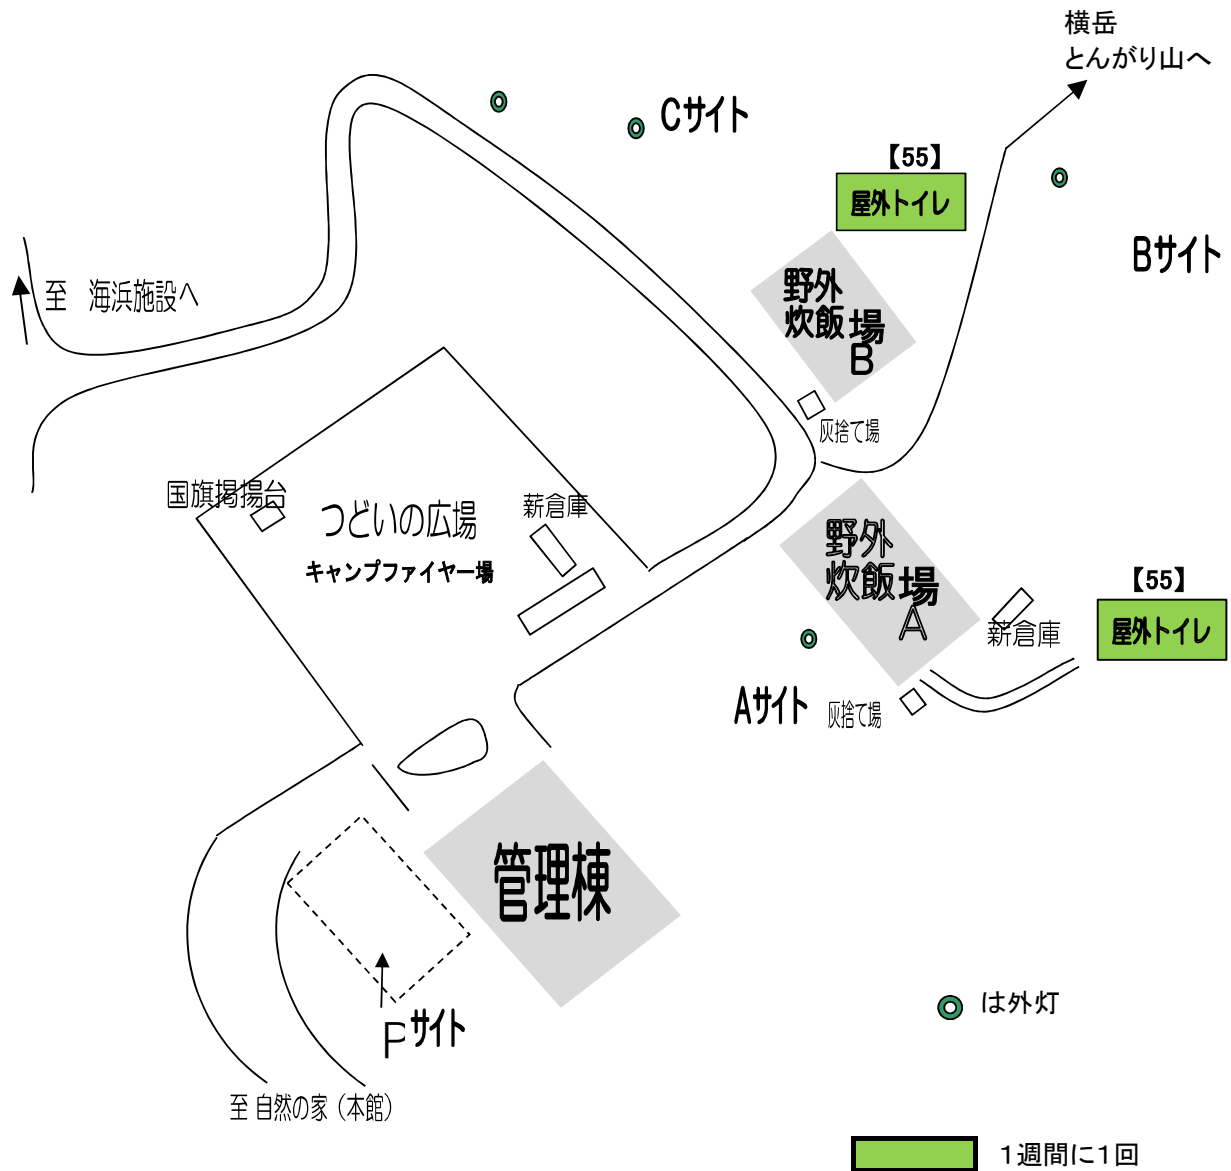 横岳
とんがり山へ
Cサイト
【55】
屋外トイレ
Bサイト
野外
炊飯場
B
至　海浜施設へ
灰捨て場
国旗掲揚台
つどいの広場
キャンプファイヤー場
薪倉庫
野外
炊飯場
A
【55】
屋外トイレ
薪倉庫
Aサイト
灰捨て場
管理棟
Pサイト
は外灯
至 自然の家（本館）
１週間に１回